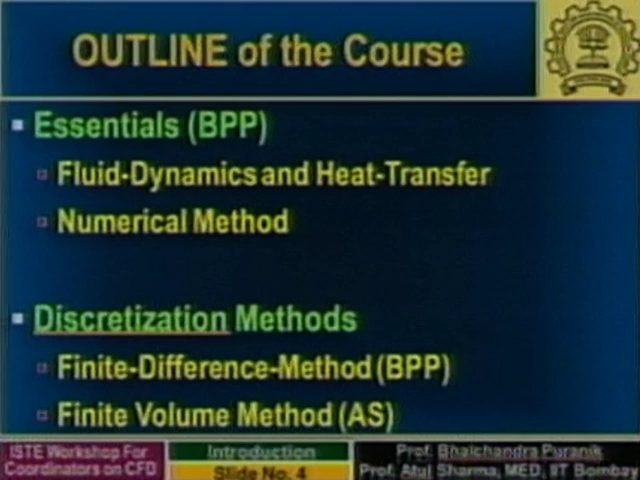 OUTLINE of the Course
Essentials (BPP)
Fluid-Dynamics and Heat-Transfer
Numerical Method
Discretization Methods
Finite-Difference-Method (BPP)
Finite Volume Method (AS)
ISTE Workshop For
Coordinators on CFD
Introduction
Slide No. 4
Prof. Bhalchandra Puranik
Prof. Atul Sharma, MED, IIT Bombay